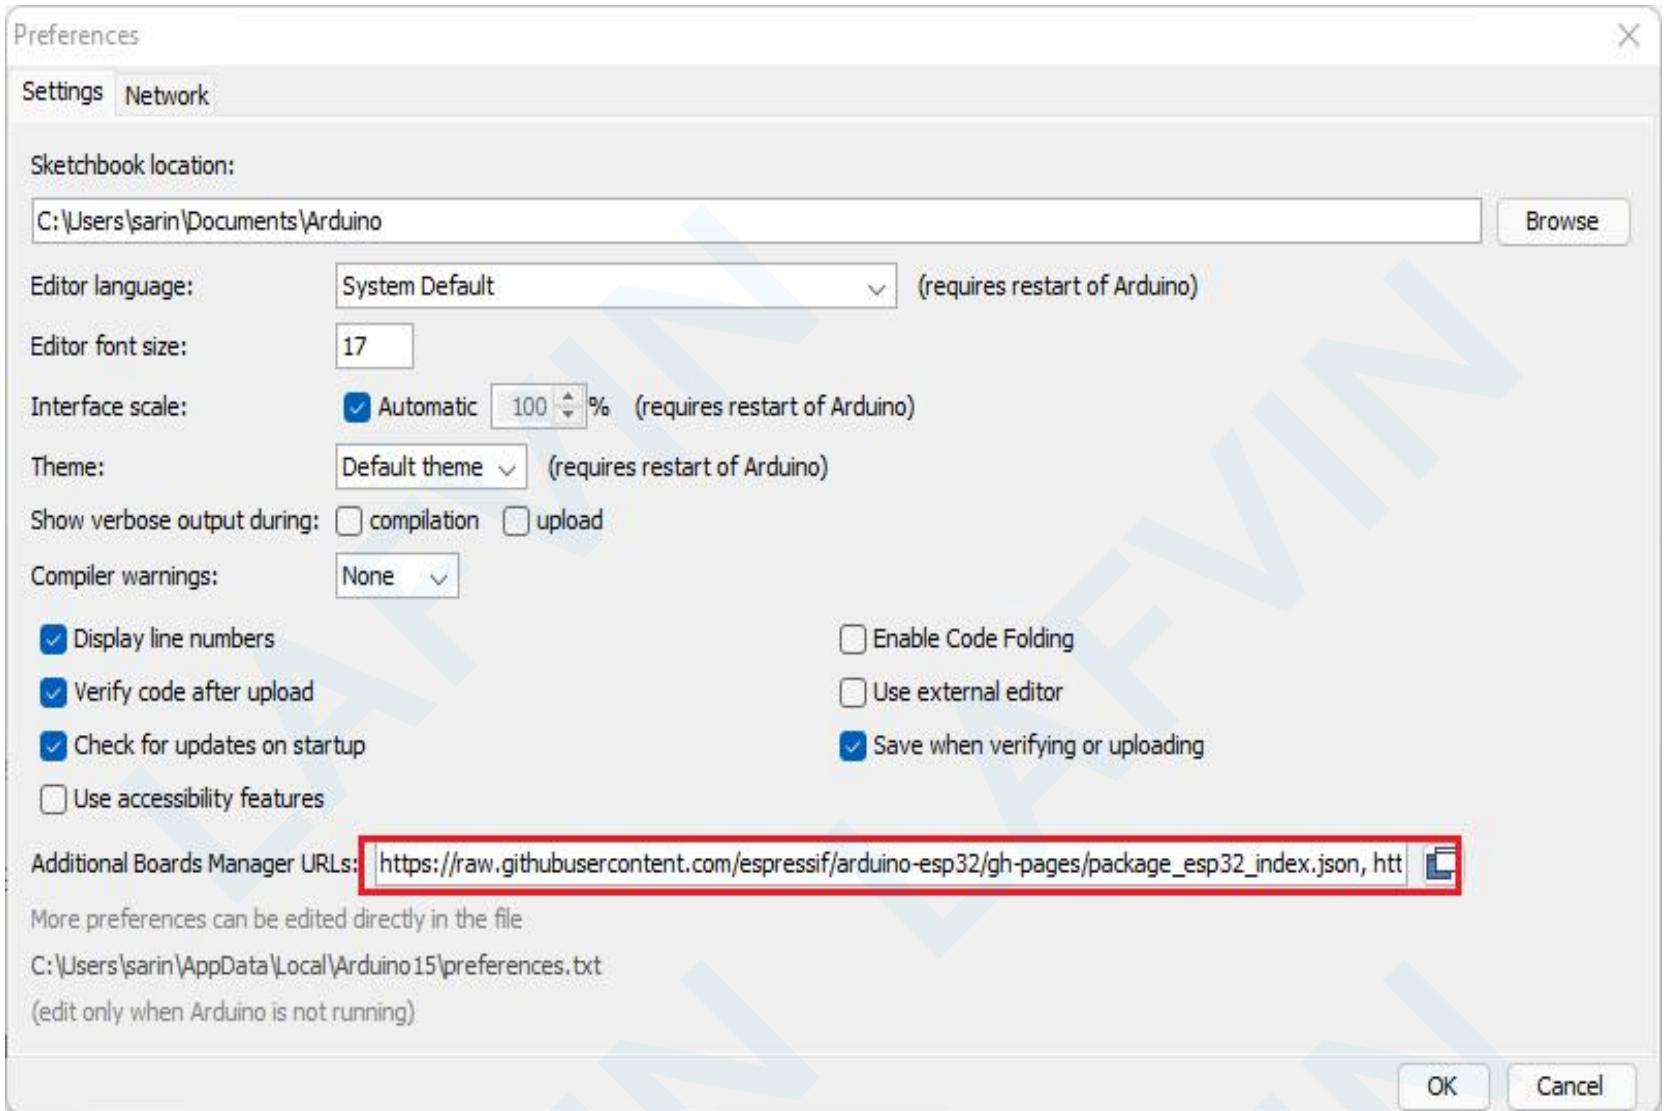 Preferences
Settings Network
Sketchbook location:
C:\Users\sarin\Documents\Arduino Browse
Editor language: System Default (requires restart of Arduino)
Editor font size: 17
Interface scale: Automatic 100 % (requires restart of Arduino)
Theme: Default theme (requires restart of Arduino)
Show verbose output during: compilation upload
Compiler warnings: None
Display line numbers Enable Code Folding
Verify code after upload Use external editor
Check for updates on startup Save when verifying or uploading
Use accessibility features
Additional Boards Manager URLs: https://raw.githubusercontent.com/espressif/arduino-esp32/gh-pages/package_esp32_index.json, htt
More preferences can be edited directly in the file
C:\Users\sarin\AppData\Local\Arduino15\preferences.txt
(edit only when Arduino is not running)
OK Cancel
LAFVIN
LAFVIN